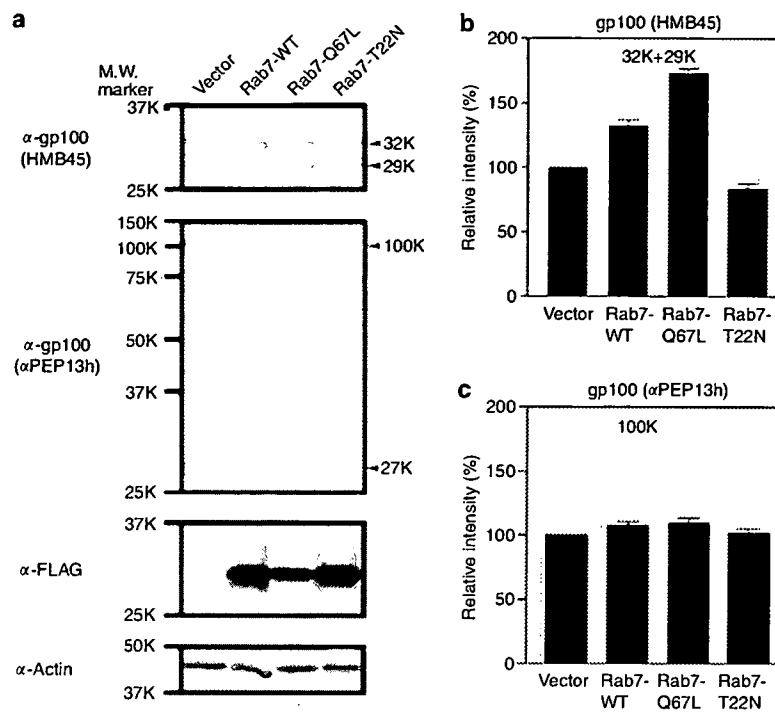 a
M.W.
marker
Vector
Rab7-WT
Rab7-Q67L
Rab7-T22N
37K
α-gp100
(HMB45)
32K
29K
25K
150K
100K
100K
75K
α-gp100
(αPEP13h)
50K
37K
27K
25K
37K
α-FLAG
25K
50K
α-Actin
37K
b
gp100 (HMB45)
200
32K+29K
150
Relative intensity (%)
100
50
0
Vector
Rab7-
WT
Rab7-
Q67L
Rab7-
T22N
c
gp100 (αPEP13h)
200
100K
150
Relative intensity (%)
100
50
0
Vector
Rab7-
WT
Rab7-
Q67L
Rab7-
T22N